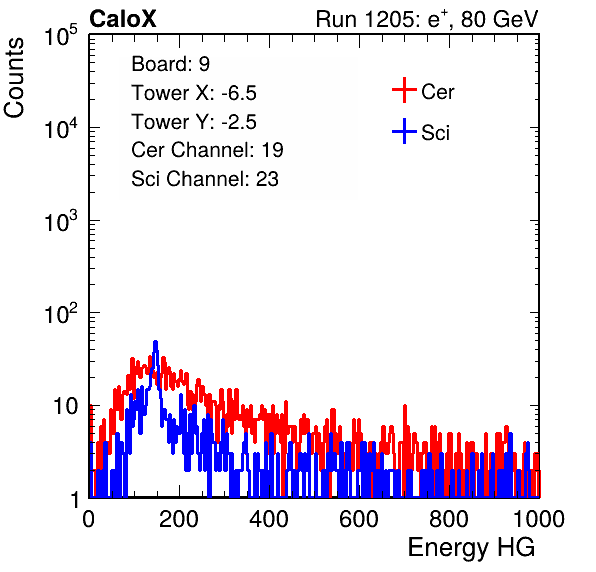 CaloX Run 1205: e⁺, 80 GeV
Counts
10⁵
10⁴
10³
10²
10
1
Board: 9
Tower X: -6.5
Tower Y: -2.5
Cer Channel: 19
Sci Channel: 23
Cer
Sci
0 200 400 600 800 1000
Energy HG